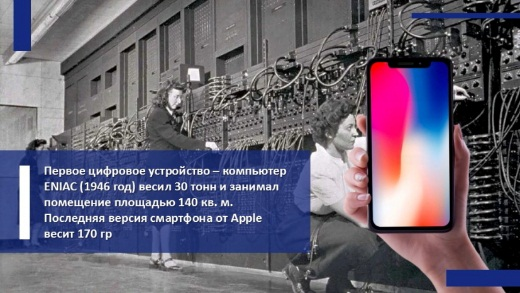 Первое цифровое устройство – компьютер
ENIAC (1946 год) весил 30 тонн и занимал
помещение площадью 140 кв. м.
Последняя версия смартфона от Apple
весит 170 гр